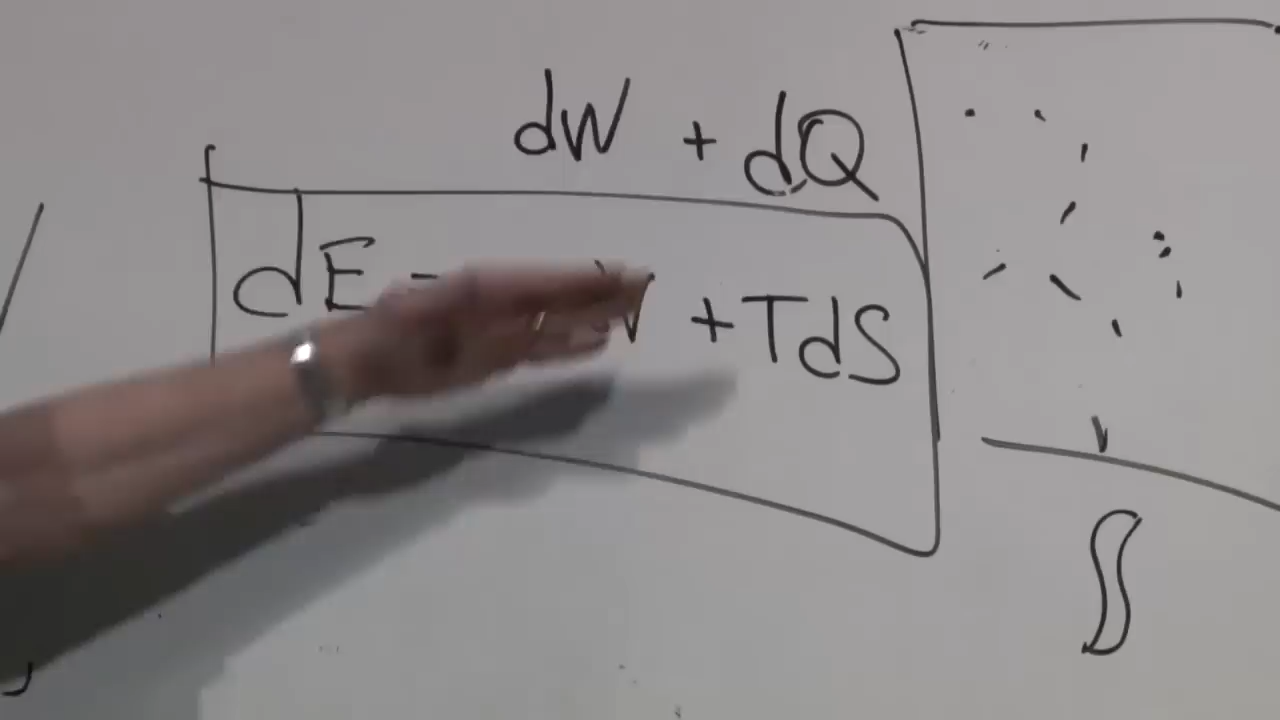 dW + dQ
dE = V + TdS